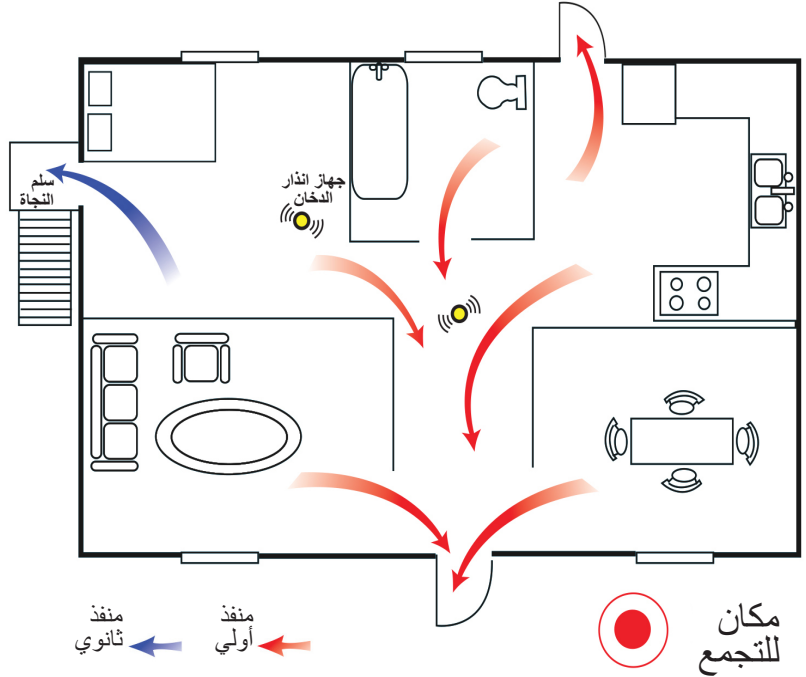 جهاز انذار
الدخان
سلم
النجاة
مكان
للتجمع
منفذ
أولي
منفذ
ثانوي